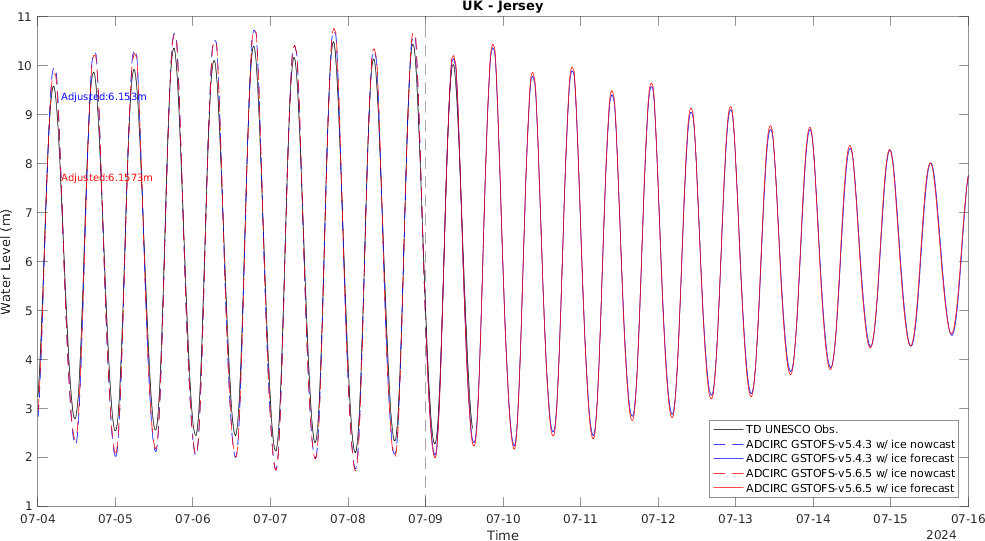 UK - Jersey
Water Level (m)
11
10
9
8
7
6
5
4
3
2
1
Adjusted:6.153m
Adjusted:6.1573m
TD UNESCO Obs.
ADCIRC GSTOFS-v5.4.3 w/ ice nowcast
ADCIRC GSTOFS-v5.4.3 w/ ice forecast
ADCIRC GSTOFS-v5.6.5 w/ ice nowcast
ADCIRC GSTOFS-v5.6.5 w/ ice forecast
07-04 07-05 07-06 07-07 07-08 07-09 07-10 07-11 07-12 07-13 07-14 07-15 07-16
Time
2024